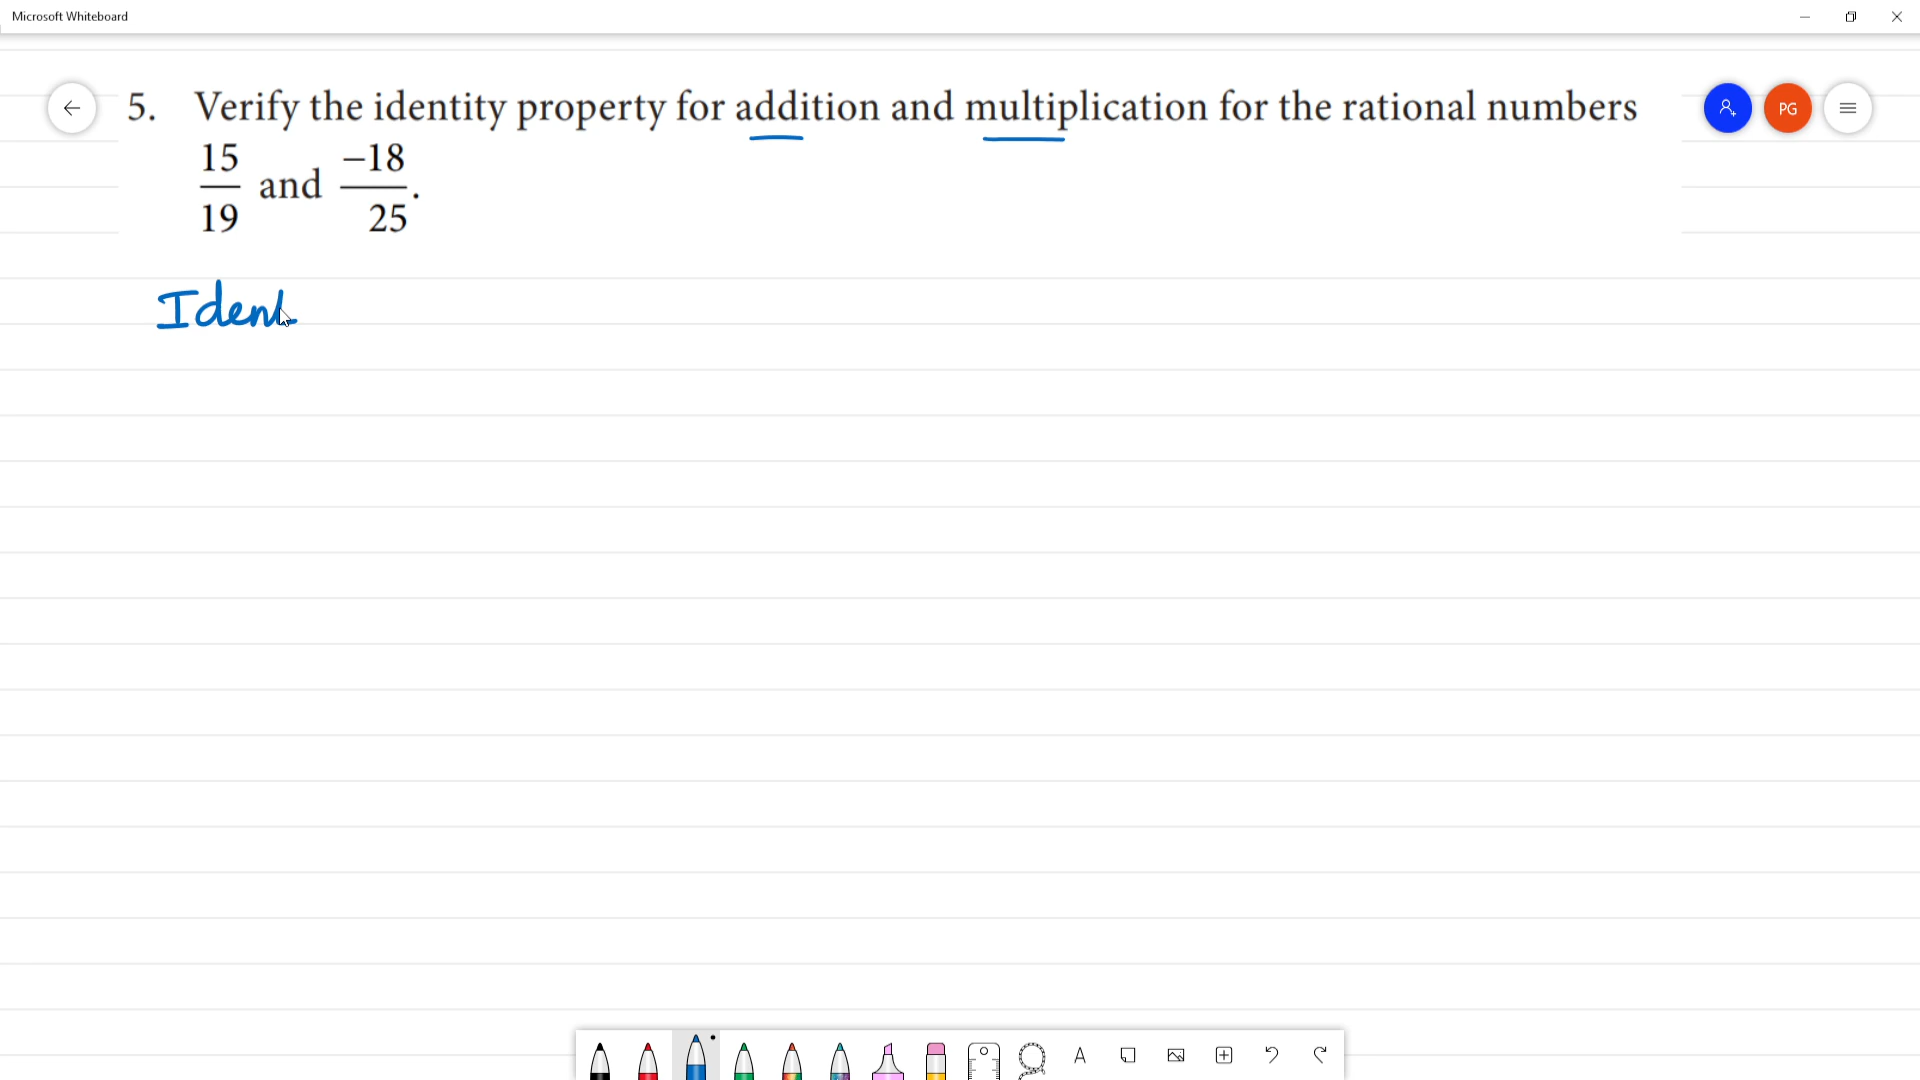 Microsoft Whiteboard
5. Verify the identity property for addition and multiplication for the rational numbers
15/19 and −18/25.
PG
Ident
A